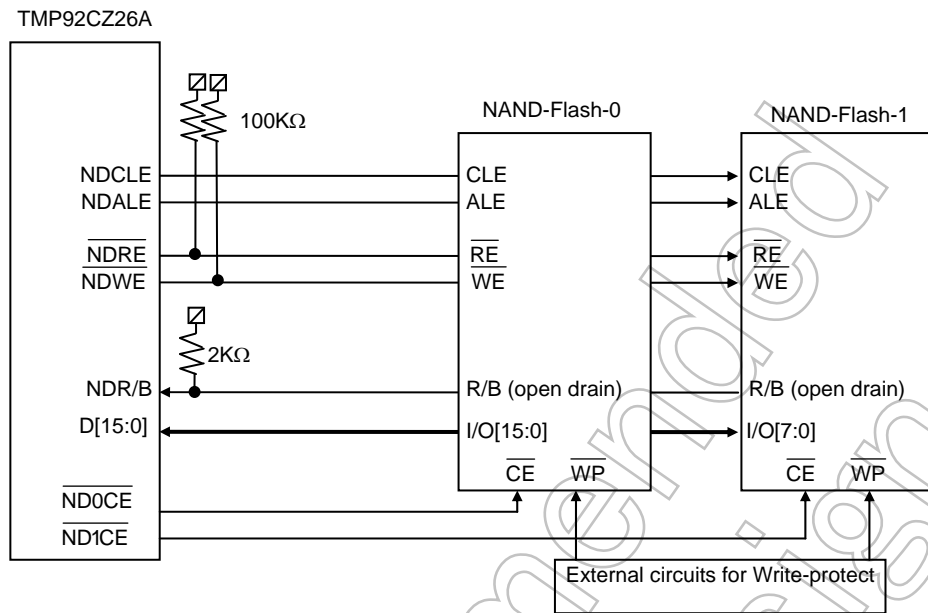 TMP92CZ26A
NAND-Flash-0
NAND-Flash-1
100KΩ
NDCLE
CLE
CLE
NDALE
ALE
ALE
NDRE
RE
RE
NDWE
WE
WE
2KΩ
NDR/B
R/B (open drain)
R/B (open drain)
D[15:0]
I/O[15:0]
I/O[7:0]
CE
WP
CE
WP
ND0CE
ND1CE
External circuits for Write-protect